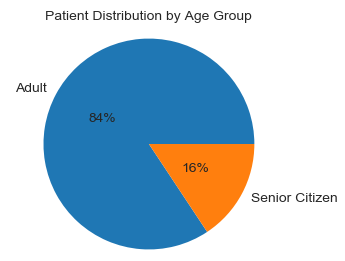 Patient Distribution by Age Group
Adult
84%
16%
Senior Citizen